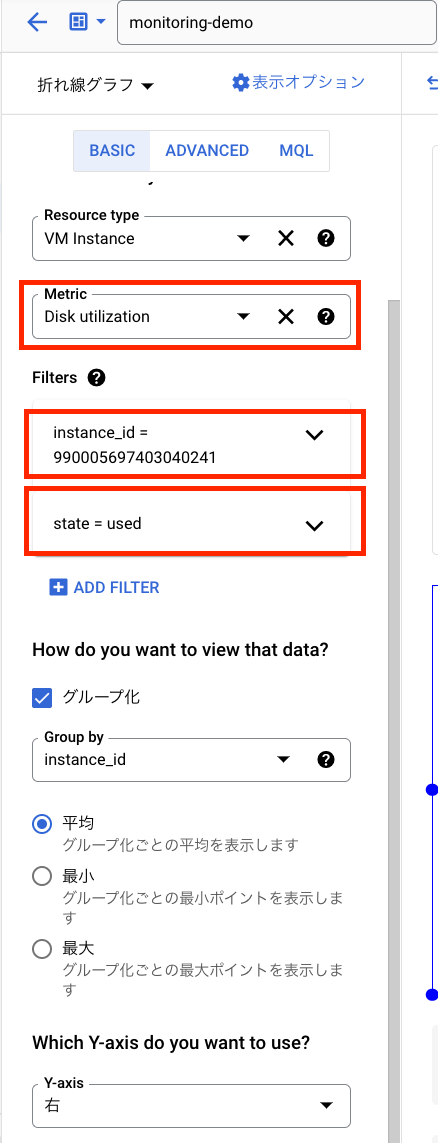 monitoring-demo
折れ線グラフ
表示オプション
BASIC
ADVANCED
MQL
Resource type
VM Instance
Metric
Disk utilization
Filters
instance_id =
990005697403040241
state = used
ADD FILTER
How do you want to view that data?
グループ化
Group by
instance_id
平均
グループ化ごとの平均を表示します
最小
グループ化ごとの最小ポイントを表示しま
す
最大
グループ化ごとの最大ポイントを表示しま
す
Which Y-axis do you want to use?
Y-axis
右